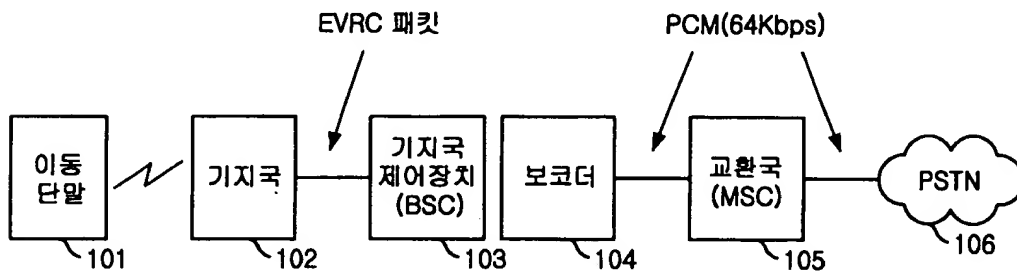 EVRC 패킷
PCM(64Kbps)
이동
단말
기지국
기지국
제어장치
(BSC)
보코더
교환국
(MSC)
PSTN
101
102
103
104
105
106